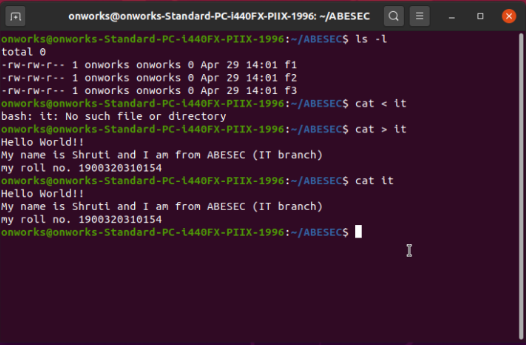 onworks@onworks-Standard-PC-i440FX-PIIX-1996: ~/ABESEC
onworks@onworks-Standard-PC-i440FX-PIIX-1996:~/ABESEC$ ls -l
total 0
-rw-rw-r-- 1 onworks onworks 0 Apr 29 14:01 f1
-rw-rw-r-- 1 onworks onworks 0 Apr 29 14:01 f2
-rw-rw-r-- 1 onworks onworks 0 Apr 29 14:01 f3
onworks@onworks-Standard-PC-i440FX-PIIX-1996:~/ABESEC$ cat < it
bash: it: No such file or directory
onworks@onworks-Standard-PC-i440FX-PIIX-1996:~/ABESEC$ cat > it
Hello World!!
My name is Shruti and I am from ABESEC (IT branch)
my roll no. 1900320310154
onworks@onworks-Standard-PC-i440FX-PIIX-1996:~/ABESEC$ cat it
Hello World!!
My name is Shruti and I am from ABESEC (IT branch)
my roll no. 1900320310154
onworks@onworks-Standard-PC-i440FX-PIIX-1996:~/ABESEC$